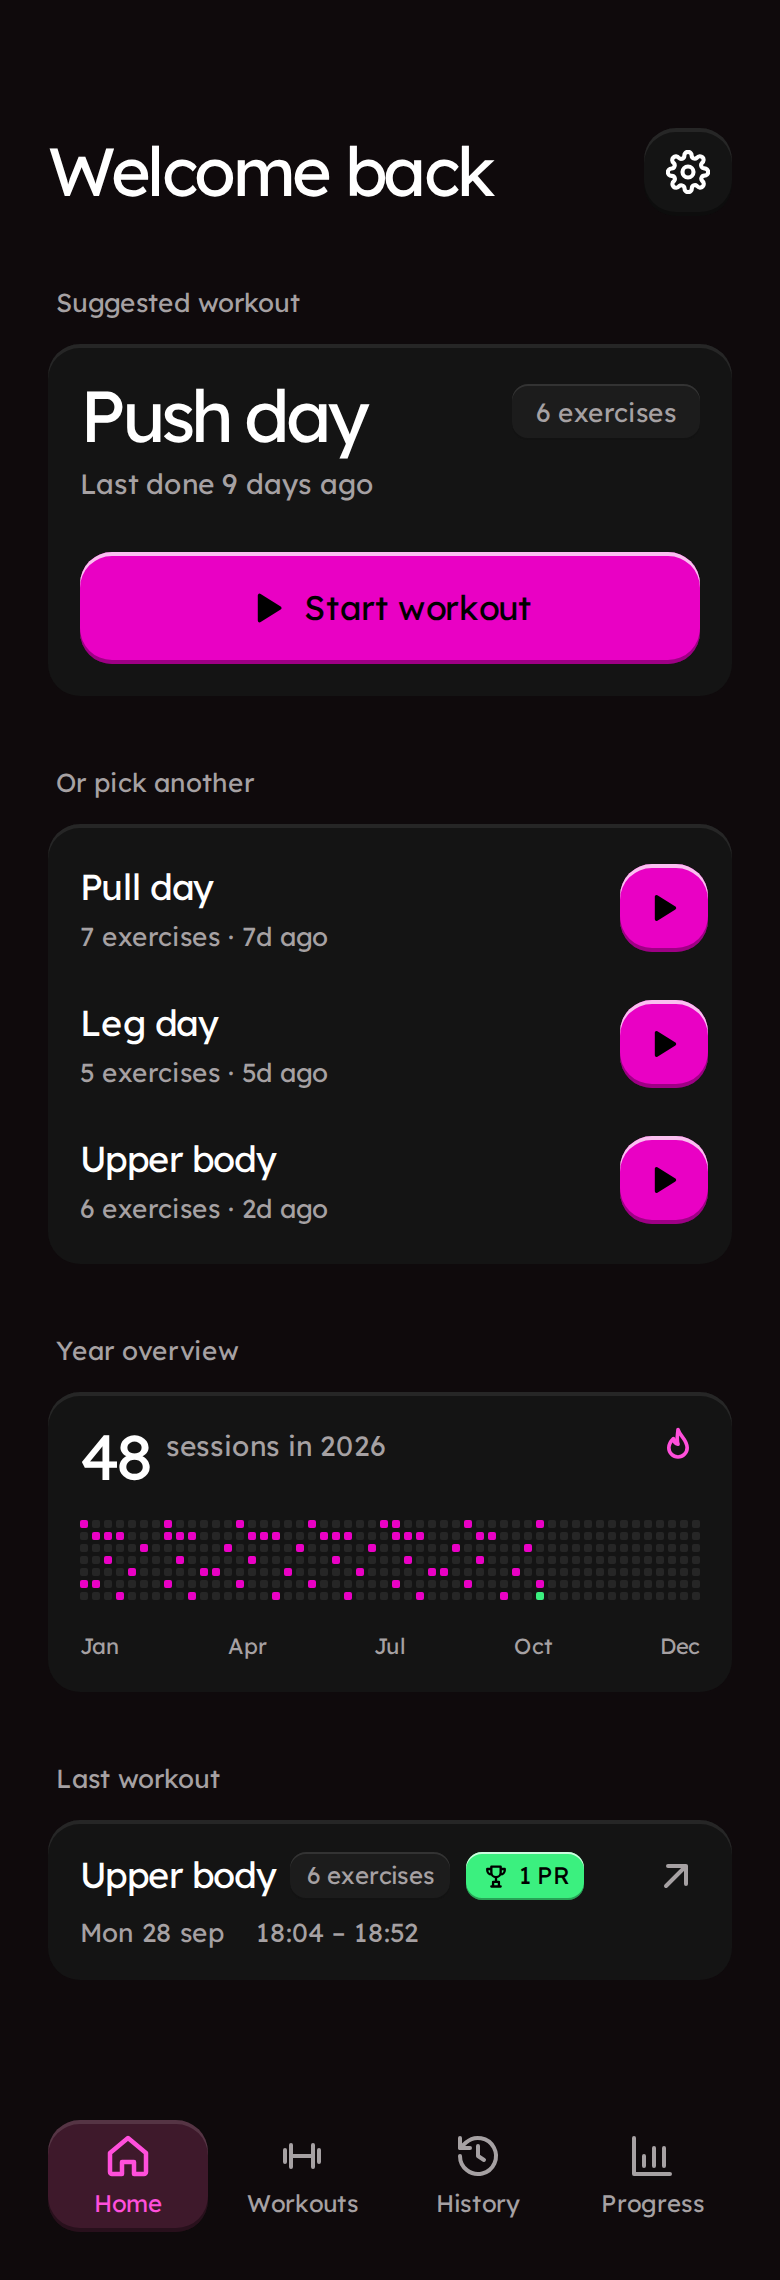 Welcome back
Suggested workout
Push day
6 exercises
Last done 9 days ago
Start workout
Or pick another
Pull day
7 exercises · 7d ago
Leg day
5 exercises · 5d ago
Upper body
6 exercises · 2d ago
Year overview
48 sessions in 2026
Jan Apr Jul Oct Dec
Last workout
Upper body 6 exercises 1 PR
Mon 28 sep 18:04 – 18:52
Home Workouts History Progress